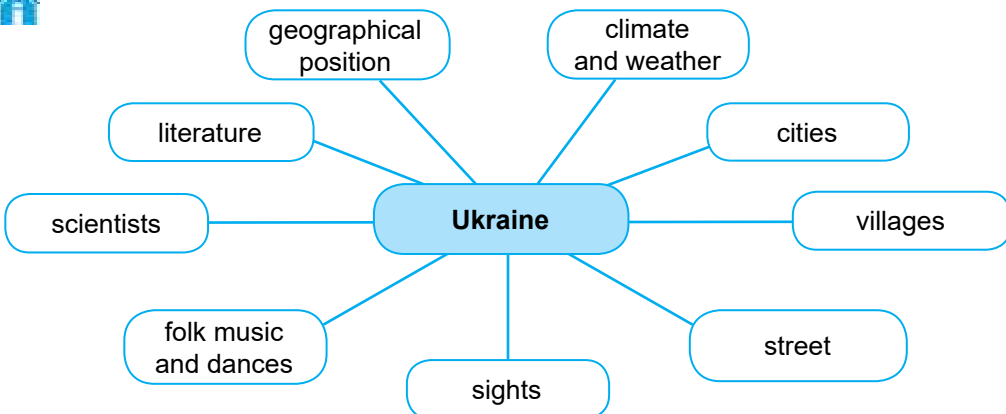 geographical
position
climate
and weather
literature
cities
scientists
Ukraine
villages
folk music
and dances
sights
street